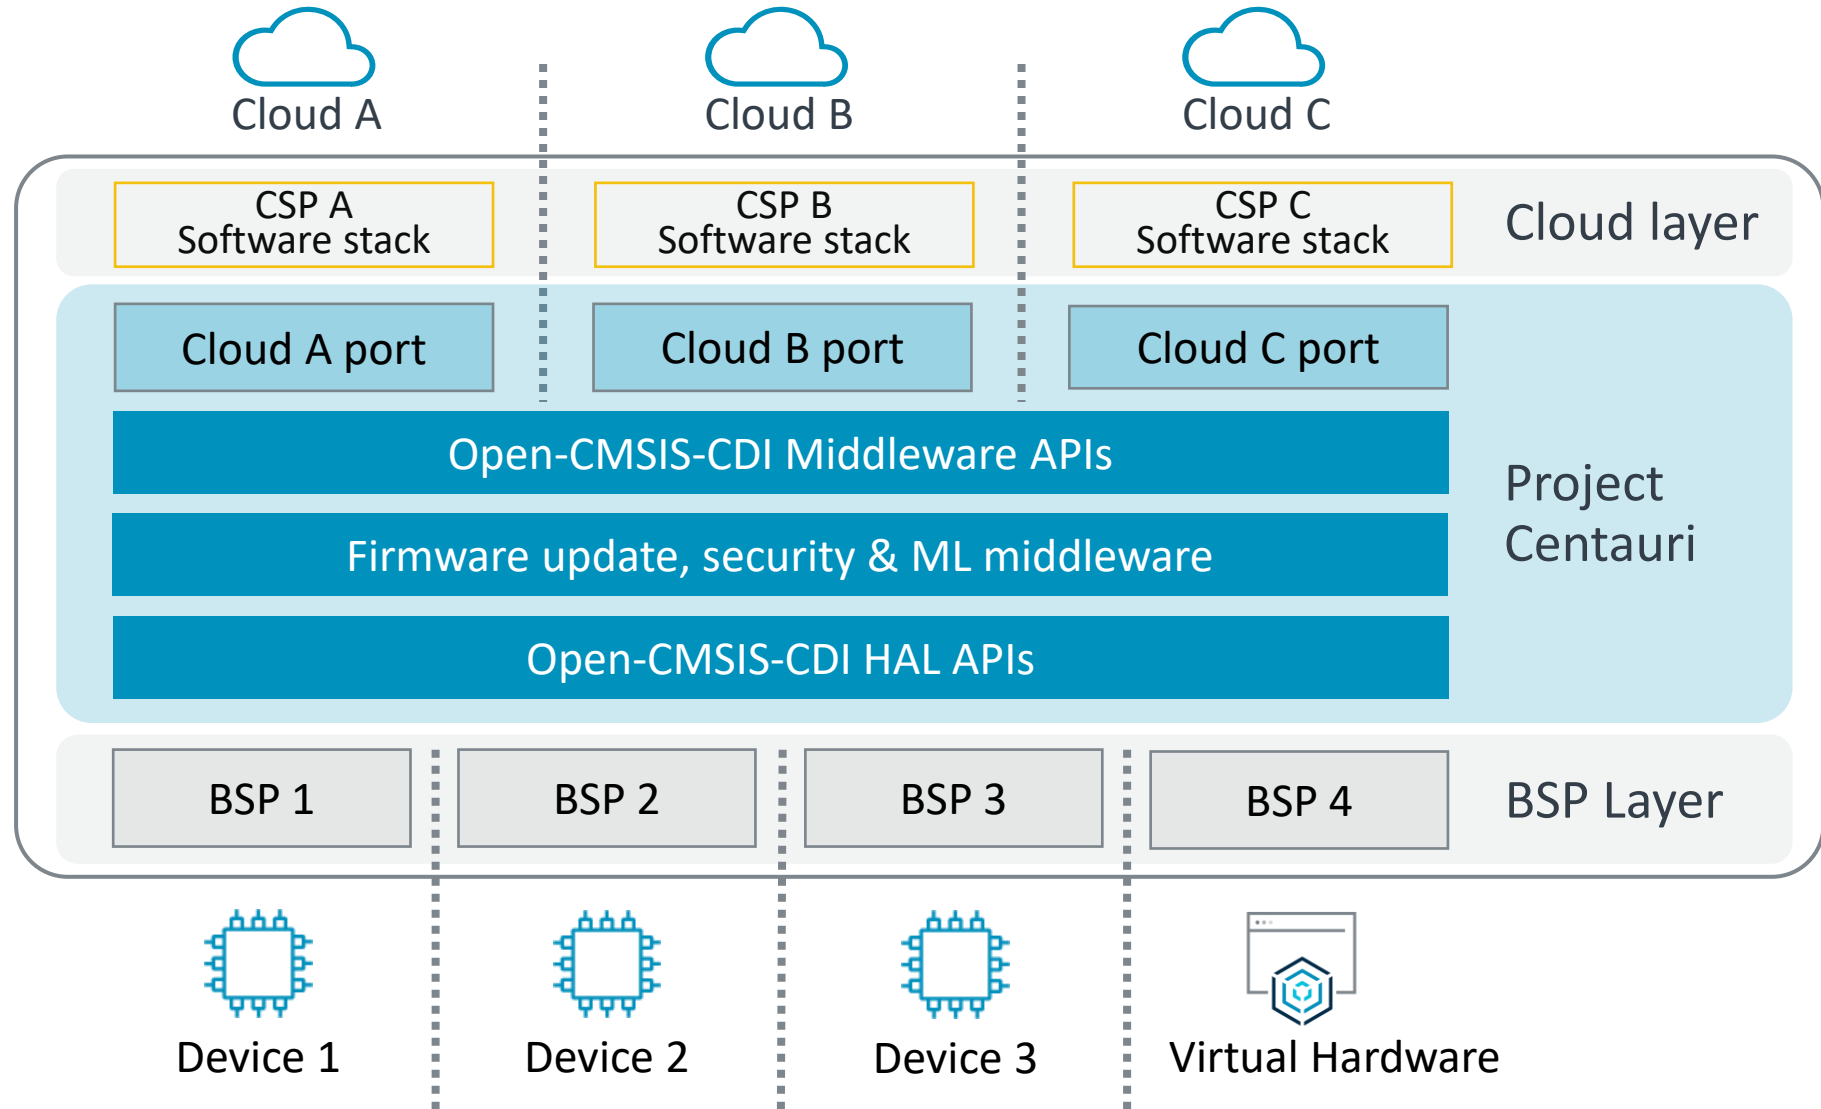 Cloud A
Cloud B
Cloud C
CSP A
Software stack
CSP B
Software stack
CSP C
Software stack
Cloud layer
Cloud A port
Cloud B port
Cloud C port
Open-CMSIS-CDI Middleware APIs
Firmware update, security & ML middleware
Open-CMSIS-CDI HAL APIs
Project
Centauri
BSP 1
BSP 2
BSP 3
BSP 4
BSP Layer
Device 1
Device 2
Device 3
Virtual Hardware